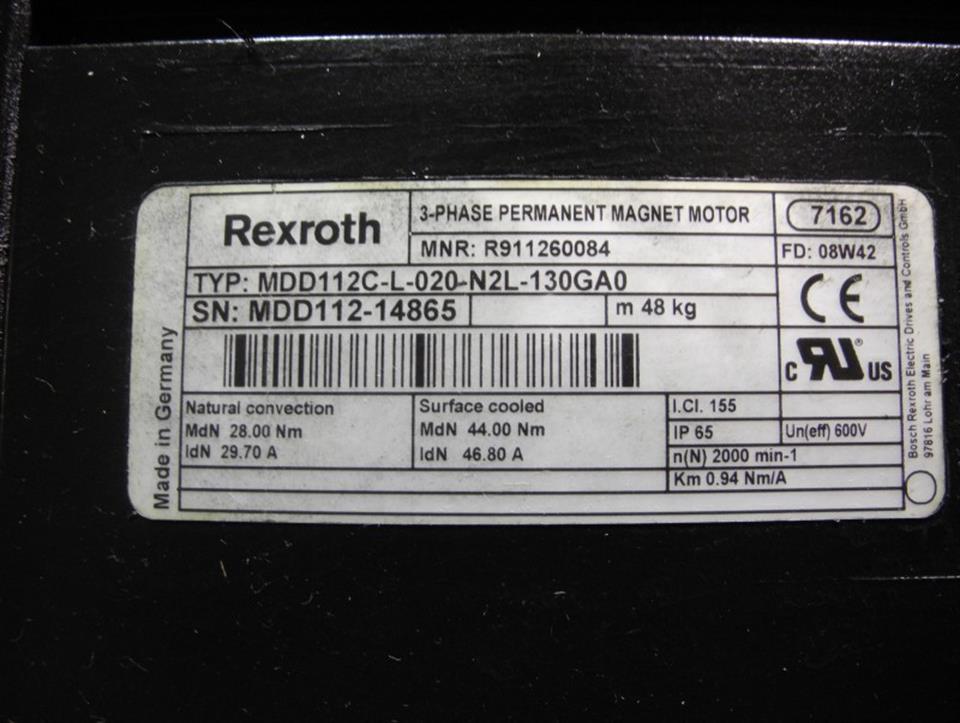 Rexroth
3-PHASE PERMANENT MAGNET MOTOR
7162
MNR: R911260084
FD: 08W42
TYP: MDD112C-L-020-N2L-130GA0
SN: MDD112-14865
m 48 kg
CE
c RU ® US
Natural convection
MdN 28.00 Nm
IdN 29.70 A
Surface cooled
MdN 44.00 Nm
IdN 46.80 A
I.Cl. 155
IP 65
Un(eff) 600V
n(N) 2000 min-1
Km 0.94 Nm/A
Made in Germany
Bosch Rexroth Electric Drives and Controls GmbH
97816 Lohr am Main